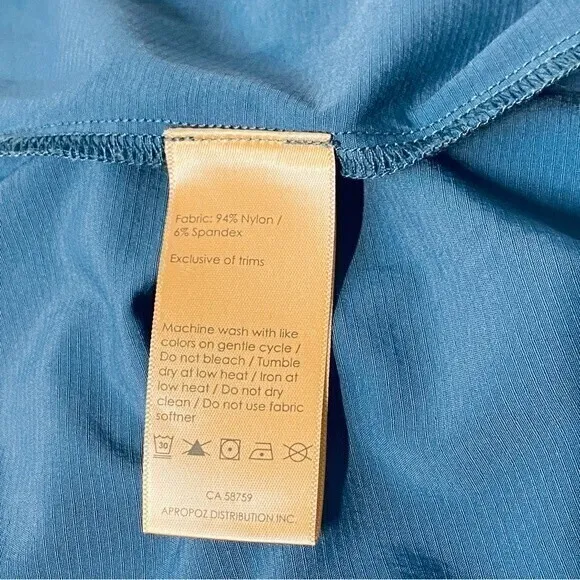 Fabric: 94% Nylon /
6% Spandex
Exclusive of trims
Machine wash with like
colors on gentle cycle /
Do not bleach / Tumble
dry at low heat / Iron at
low heat / Do not dry
clean / Do not use fabric
softner
30
CA 58759
APROPOZ DISTRIBUTION INC.